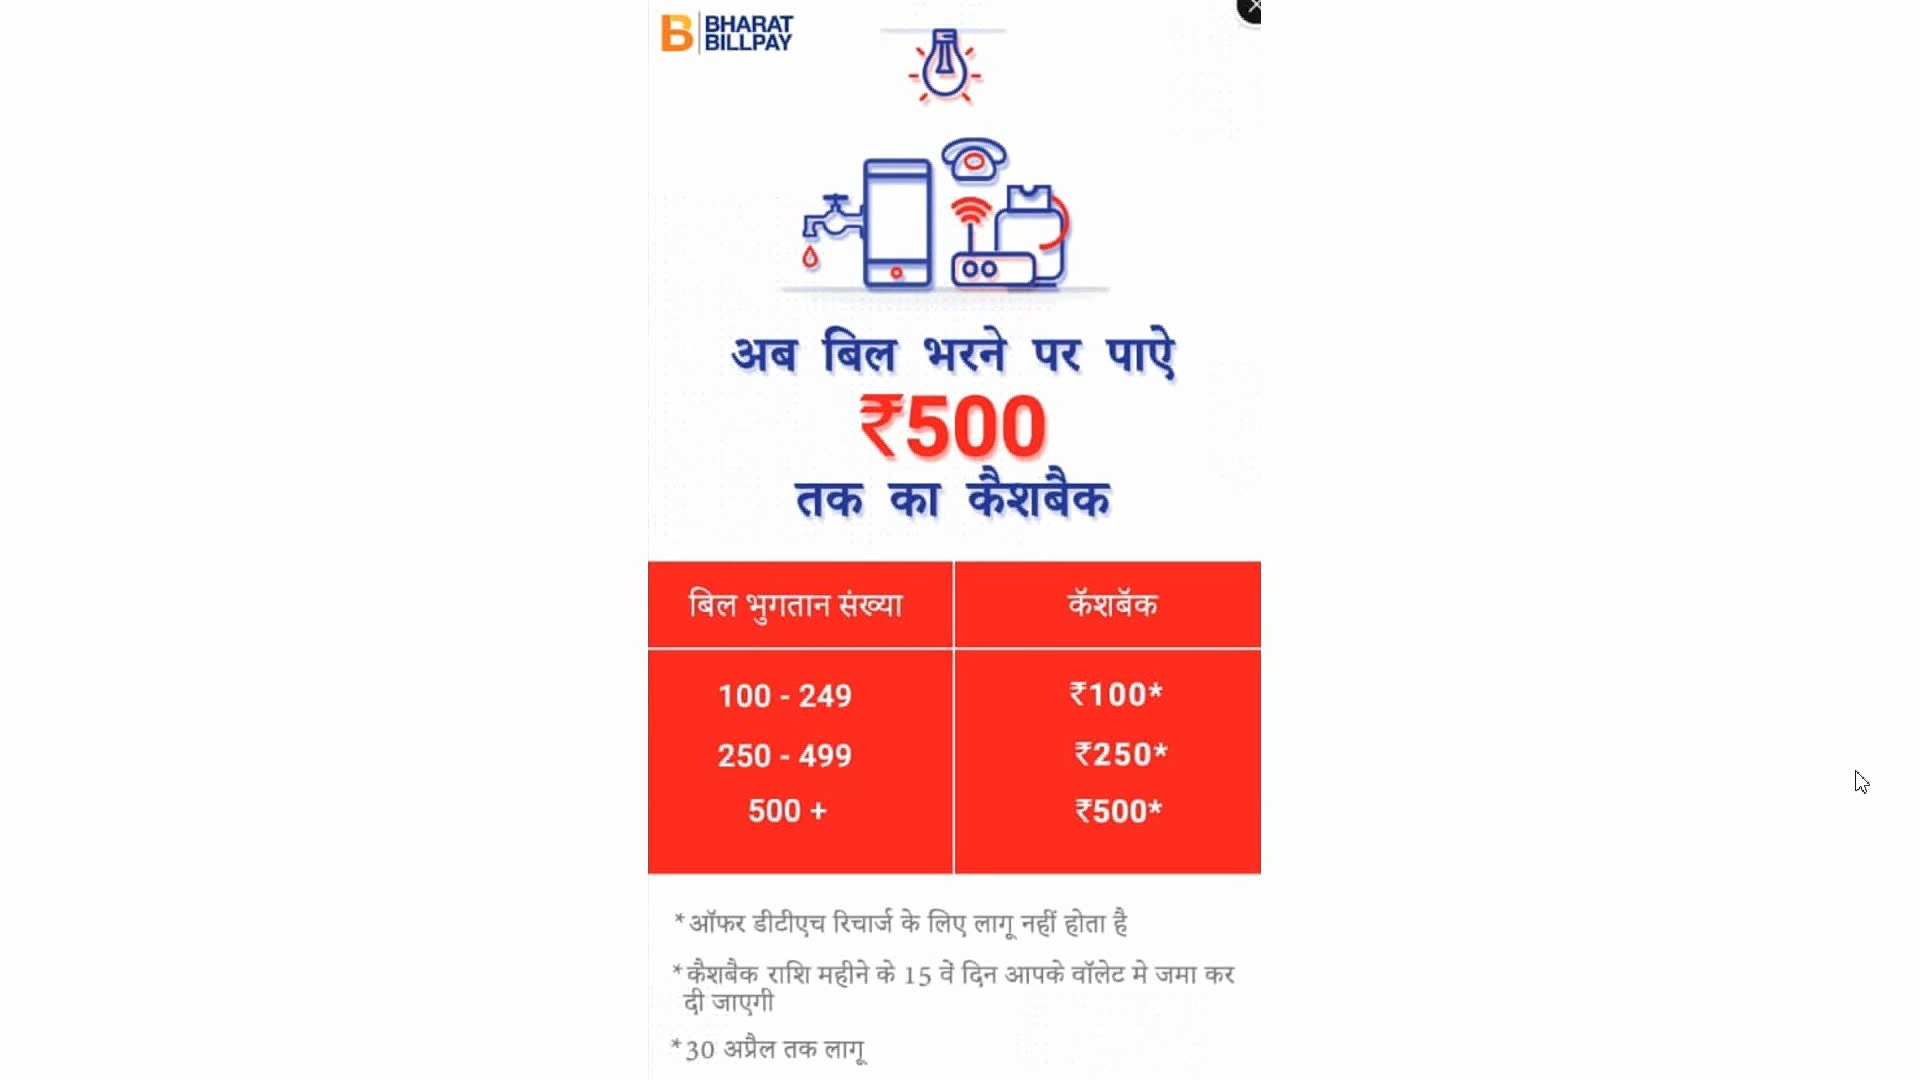 BHARAT
BILLPAY
अब बिल भरने पर पाऐ
₹500
तक का कैशबैक
बिल भुगतान संख्या
कॅशबॅक
100 - 249
₹100*
250 - 499
₹250*
500 +
₹500*
*ऑफर डीटीएच रिचार्ज के लिए लागू नहीं होता है
*कैशबैक राशि महीने के 15 वें दिन आपके वॉलेट मे जमा कर
दी जाएगी
*30 अप्रैल तक लागू